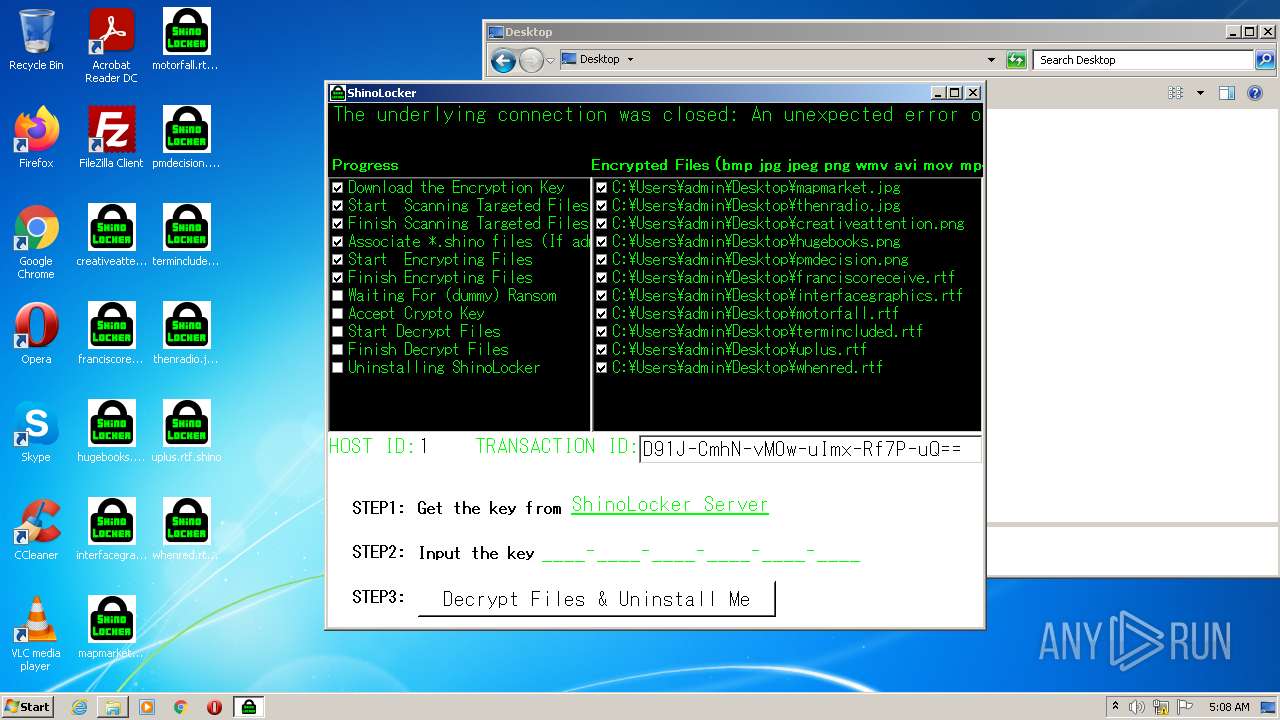 Recycle Bin
Acrobat
Reader DC
motorfall.rt...
Firefox
FileZilla Client
pmdecision....
Google
Chrome
creativeatte...
terminclude...
Opera
franciscore...
thenradio.j...
Skype
hugebooks....
uplus.rtf.shino
CCleaner
interfacegra...
whenred.rt...
VLC media
player
mapmarket...
Shino
Locker
Shino
Locker
Shino
Locker
Shino
Locker
Shino
Locker
Shino
Locker
Shino
Locker
Shino
Locker
Shino
Locker
Shino
Locker
Shino
Locker
Desktop
Desktop
Search Desktop
ShinoLocker
The underlying connection was closed: An unexpected error o
Progress
Download the Encryption Key
Start Scanning Targeted Files
Finish Scanning Targeted Files
Associate *.shino files (If ad
Start Encrypting Files
Finish Encrypting Files
Waiting For (dummy) Ransom
Accept Crypto Key
Start Decrypt Files
Finish Decrypt Files
Uninstalling ShinoLocker
Encrypted Files (bmp jpg jpeg png wmv avi mov mp
C:¥Users¥admin¥Desktop¥mapmarket.jpg
C:¥Users¥admin¥Desktop¥thenradio.jpg
C:¥Users¥admin¥Desktop¥creativeattention.png
C:¥Users¥admin¥Desktop¥hugebooks.png
C:¥Users¥admin¥Desktop¥pmdecision.png
C:¥Users¥admin¥Desktop¥franciscoreceive.rtf
C:¥Users¥admin¥Desktop¥interfacegraphics.rtf
C:¥Users¥admin¥Desktop¥motorfall.rtf
C:¥Users¥admin¥Desktop¥termincluded.rtf
C:¥Users¥admin¥Desktop¥uplus.rtf
C:¥Users¥admin¥Desktop¥whenred.rtf
HOST ID: 1 TRANSACTION ID: D91J-CmhN-vM0w-uImx-Rf7P-uQ==
STEP1: Get the key from ShinoLocker Server
STEP2: Input the key ____-____-____-____-____-____
STEP3: Decrypt Files & Uninstall Me
ANY RUN
Start
5:08 AM